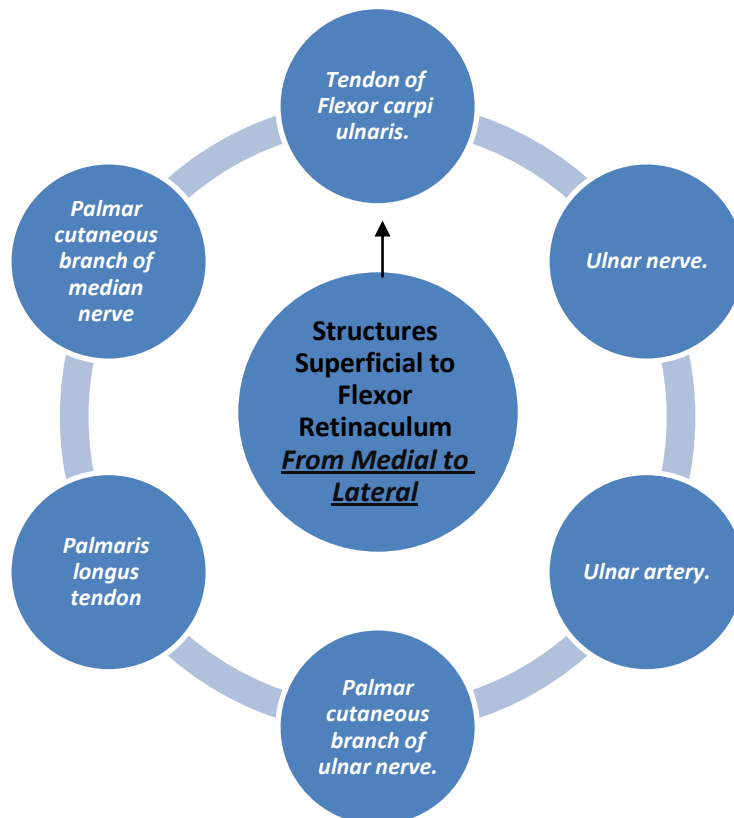 Structures
Superficial to
Flexor
Retinaculum
From Medial to
Lateral
Tendon of
Flexor carpi
ulnaris.
Ulnar nerve.
Ulnar artery.
Palmar
cutaneous
branch of
ulnar nerve.
Palmaris
longus
tendon
Palmar
cutaneous
branch of
median
nerve